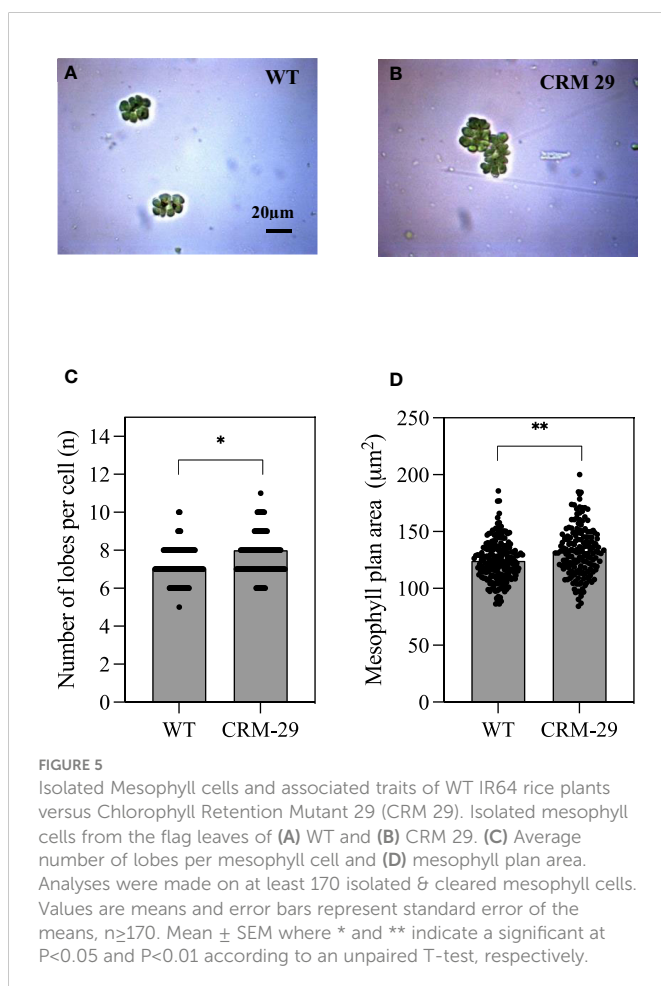 A
WT
20µm
B
CRM 29
C
Number of lobes per cell (n)
14
12
10
8
6
4
2
0
*
WT
CRM-29
D
Mesophyll plan area (µm²)
250
200
150
100
50
0
**
WT
CRM-29
FIGURE 5
Isolated Mesophyll cells and associated traits of WT IR64 rice plants
versus Chlorophyll Retention Mutant 29 (CRM 29). Isolated mesophyll
cells from the flag leaves of (A) WT and (B) CRM 29. (C) Average
number of lobes per mesophyll cell and (D) mesophyll plan area.
Analyses were made on at least 170 isolated & cleared mesophyll cells.
Values are means and error bars represent standard error of the
means, n≥170. Mean ± SEM where * and ** indicate a significant at
P<0.05 and P<0.01 according to an unpaired T-test, respectively.